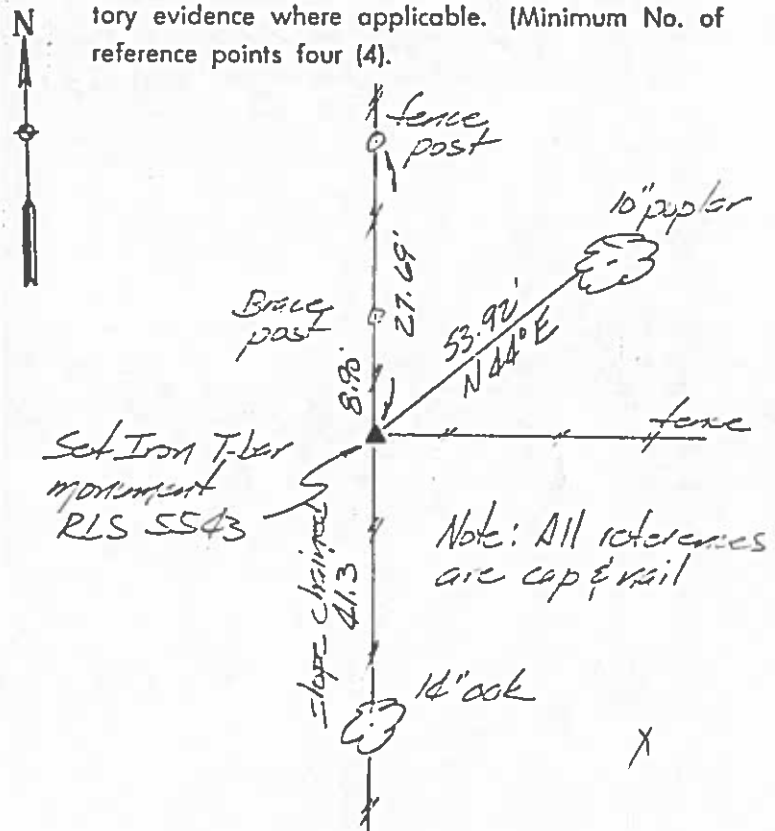 N
tory evidence where applicable. (Minimum No. of
reference points four (4).
fence
post
10" poplar
Brace
post
27.69'
53.92'
N 44° E
8.90'
fence
Set Iron T-bar
monument
RLS 5543
Note: All references
are cap & nail
slope chained
41.3
14" oak
X